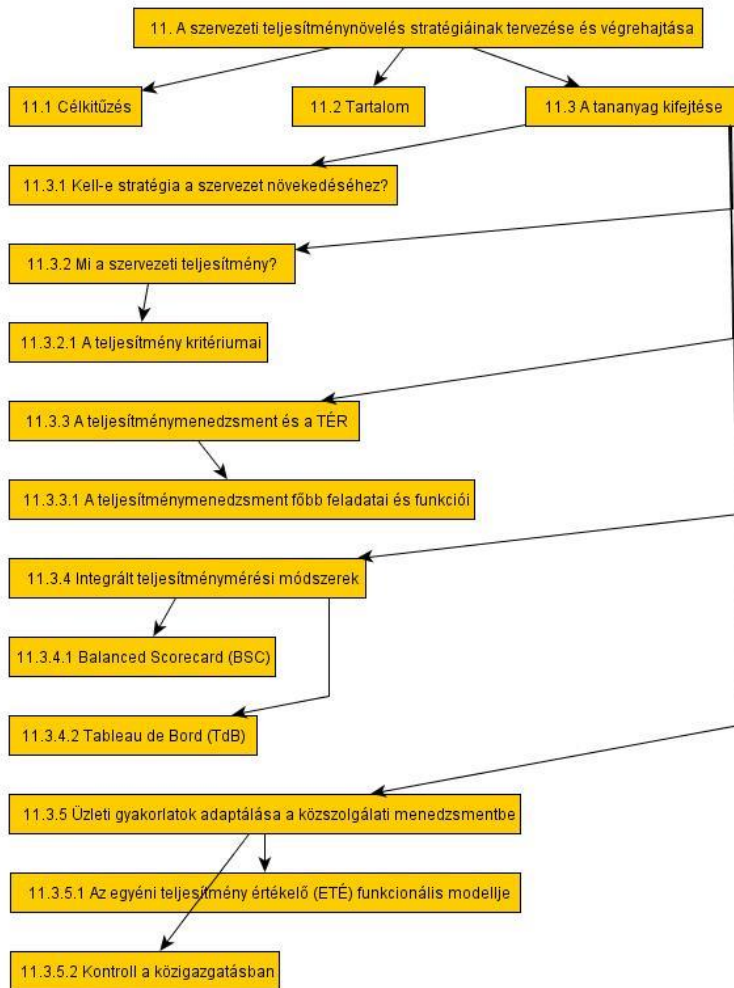 11. A szervezeti teljesítménynövelés stratégiáinak tervezése és végrehajtása
11.1 Célkitűzés
11.2 Tartalom
11.3 A tananyag kifejtése
11.3.1 Kell-e stratégia a szervezet növekedéséhez?
11.3.2 Mi a szervezeti teljesítmény?
11.3.2.1 A teljesítmény kritériumai
11.3.3 A teljesítménymenedzsment és a TÉR
11.3.3.1 A teljesítménymenedzsment főbb feladatai és funkciói
11.3.4 Integrált teljesítménymérési módszerek
11.3.4.1 Balanced Scorecard (BSC)
11.3.4.2 Tableau de Bord (TdB)
11.3.5 Üzleti gyakorlatok adaptálása a közszolgálati menedzsmentbe
11.3.5.1 Az egyéni teljesítmény értékelő (ETÉ) funkcionális modellje
11.3.5.2 Kontroll a közigazgatásban